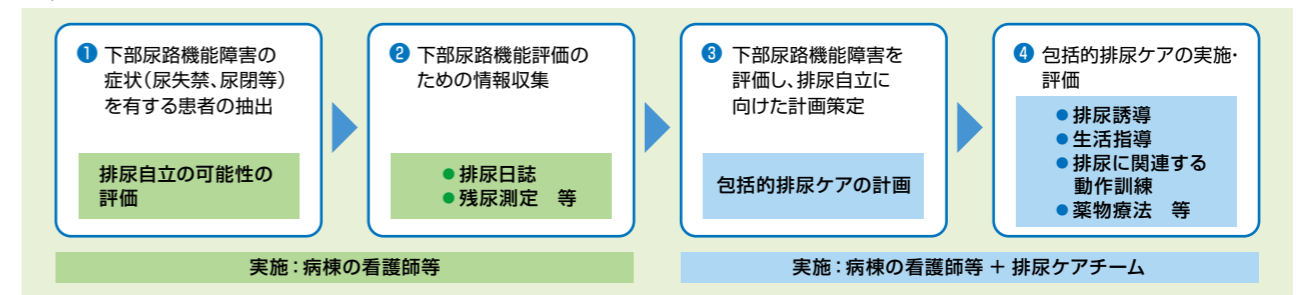 ❶ 下部尿路機能障害の
症状（尿失禁、尿閉等）
を有する患者の抽出
排尿自立の可能性の
評価
❷ 下部尿路機能評価の
ための情報収集
●排尿日誌
●残尿測定　等
❸ 下部尿路機能障害を
評価し、排尿自立に
向けた計画策定
包括的排尿ケアの計画
❹ 包括的排尿ケアの実施・
評価
●排尿誘導
●生活指導
●排尿に関連する
動作訓練
●薬物療法　等
実施：病棟の看護師等
実施：病棟の看護師等 ＋ 排尿ケアチーム